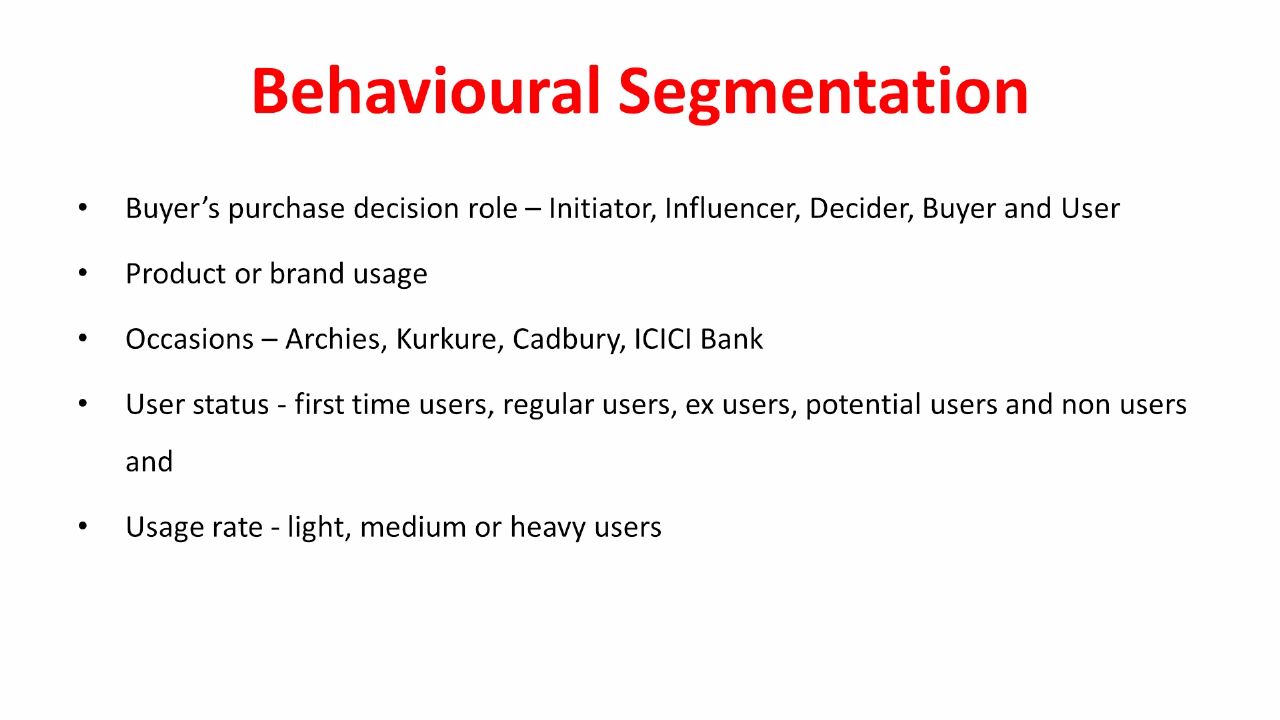 Behavioural Segmentation
• Buyer’s purchase decision role – Initiator, Influencer, Decider, Buyer and User
• Product or brand usage
• Occasions – Archies, Kurkure, Cadbury, ICICI Bank
• User status - first time users, regular users, ex users, potential users and non users
and
• Usage rate - light, medium or heavy users